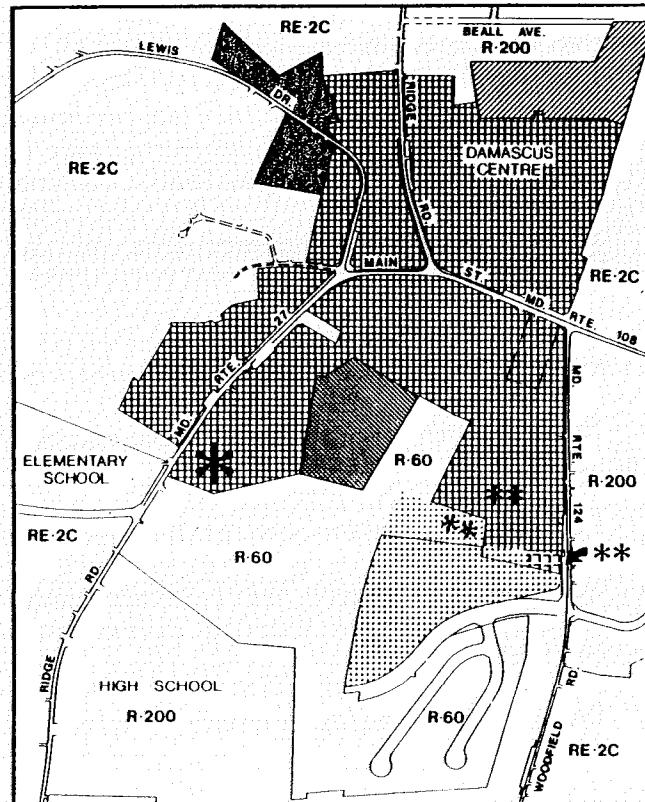 RE·2C
BEALL AVE.
R·200
LEWIS
DR.
RIDGE
RD.
DAMASCUS
CENTRE
RE·2C
MAIN
ST.
MD. RTE. 108
RE·2C
MD. RTE. 27
MD. RTE. 124
ELEMENTARY
SCHOOL
R·60
R·200
**
*
**
**
RE·2C
R·60
RIDGE RD.
HIGH SCHOOL
R·200
R·60
WOODFIELD RD.
RE·2C